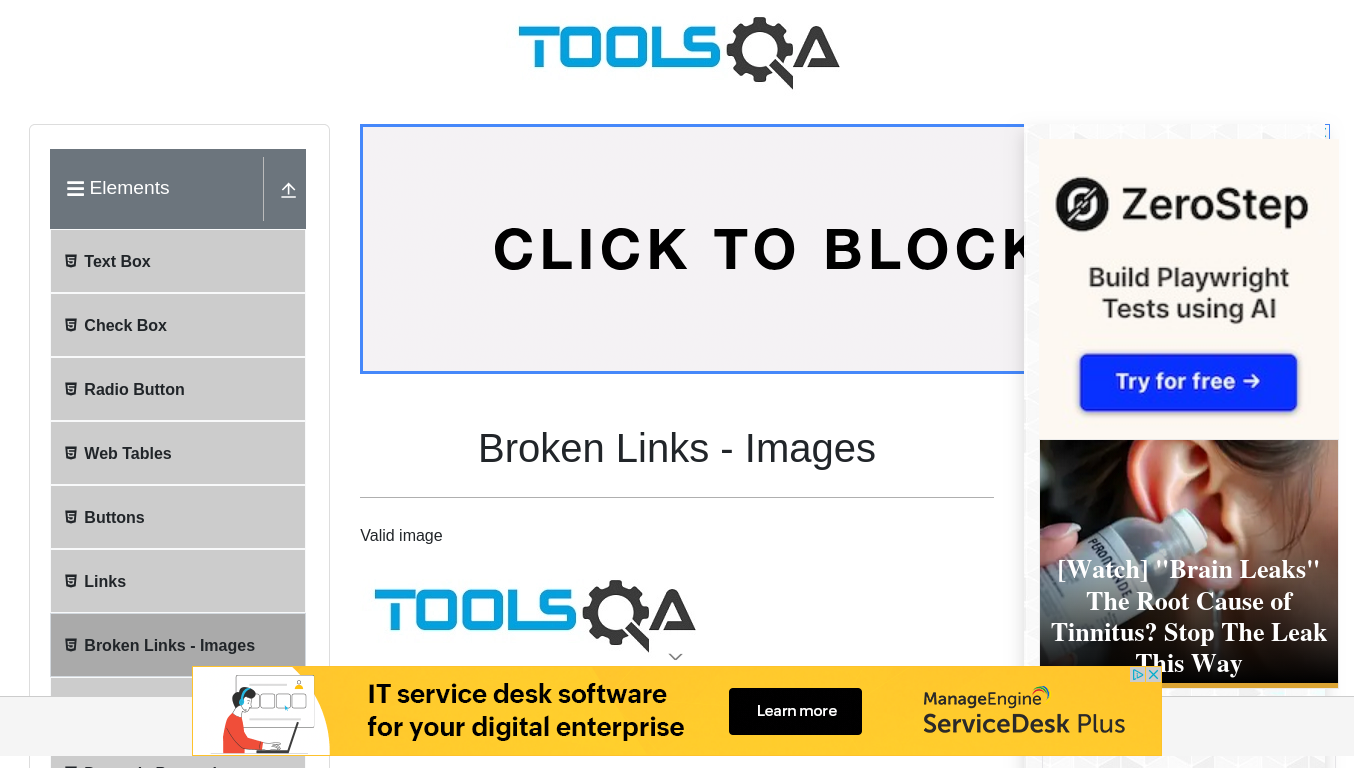 TOOLSQA
Elements
Text Box
Check Box
Radio Button
Web Tables
Buttons
Links
Broken Links - Images
CLICK TO BLOCK
Broken Links - Images
Valid image
TOOLSQA
ZeroStep
Build Playwright
Tests using AI
Try for free →
[Watch] "Brain Leaks"
The Root Cause of
Tinnitus? Stop The Leak
This Way
IT service desk software
for your digital enterprise
Learn more
ManageEngine
ServiceDesk Plus